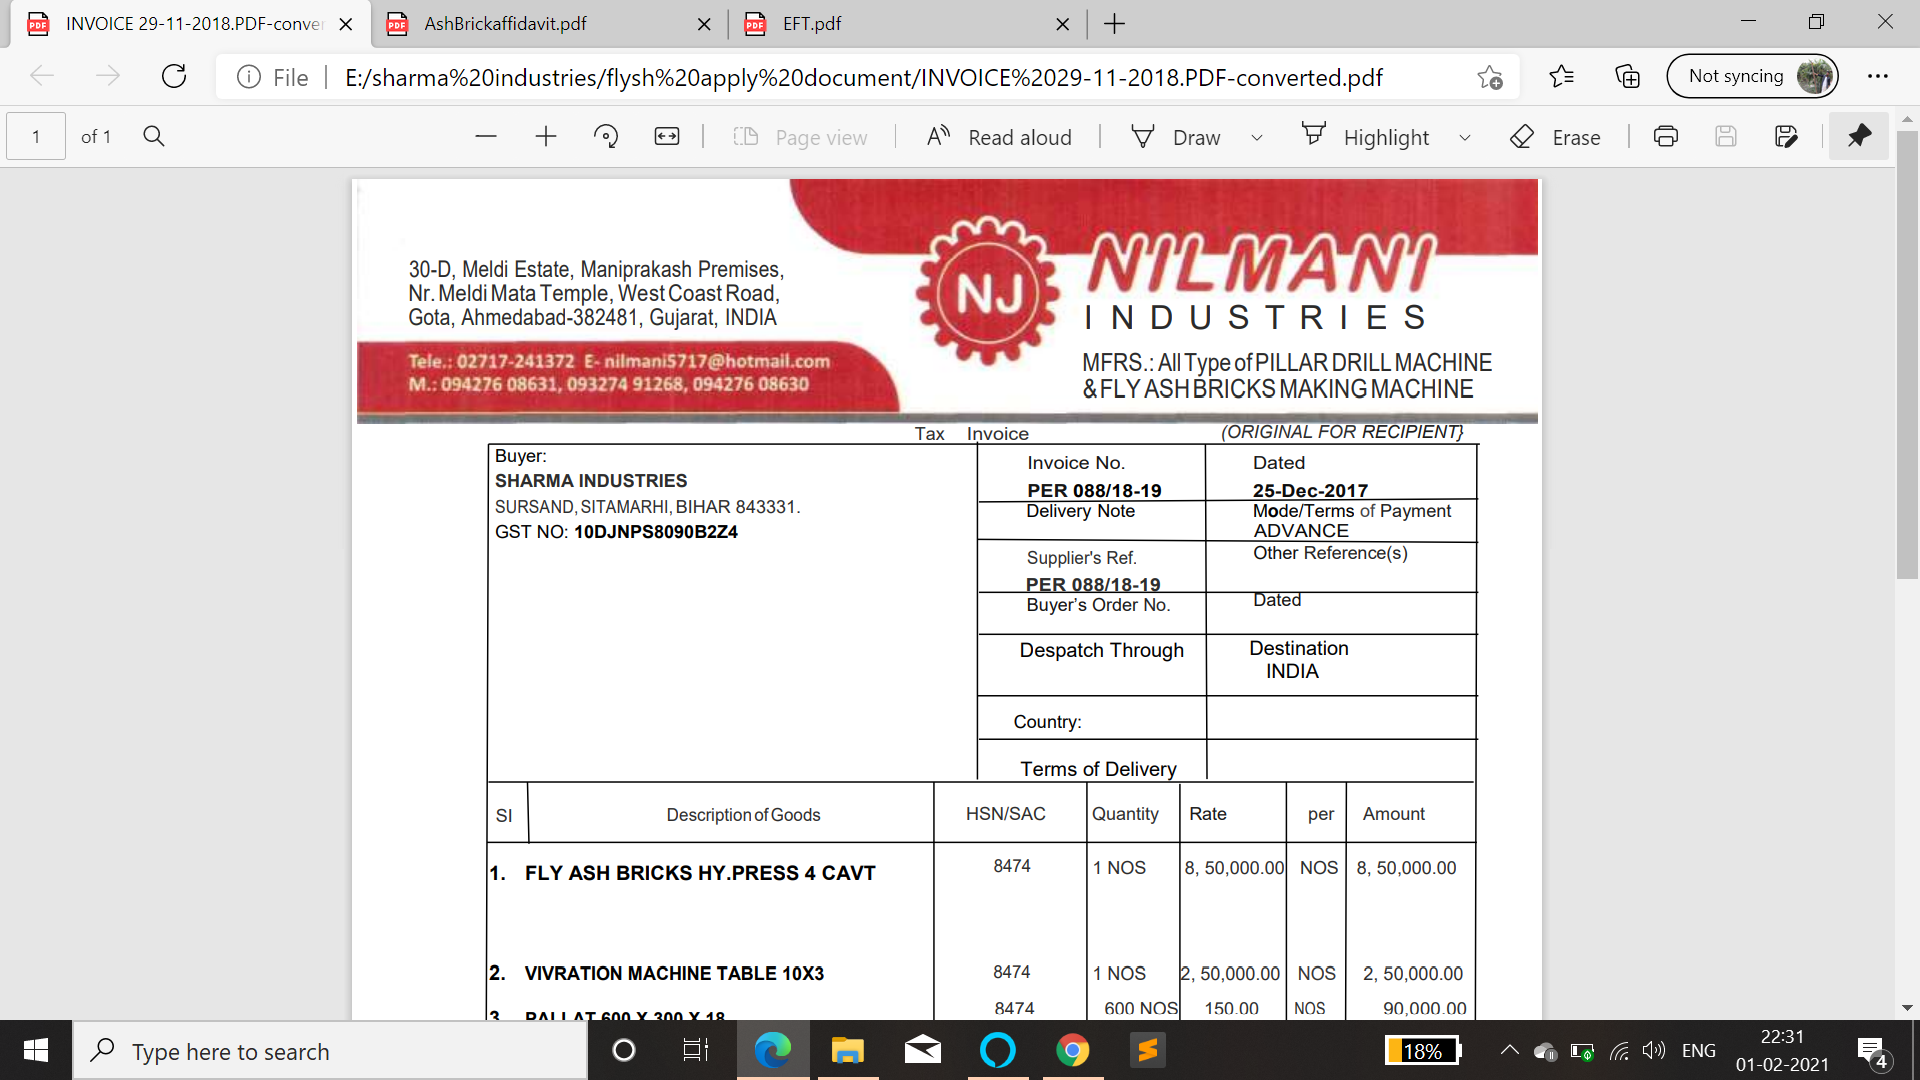 INVOICE 29-11-2018.PDF-conver
AshBrickaffidavit.pdf
EFT.pdf
File
E:/sharma%20industries/flysh%20apply%20document/INVOICE%2029-11-2018.PDF-converted.pdf
Not syncing
1 of 1
Page view
Read aloud
Draw
Highlight
Erase
30-D, Meldi Estate, Maniprakash Premises,
Nr. Meldi Mata Temple, West Coast Road,
Gota, Ahmedabad-382481, Gujarat, INDIA
Tele.: 02717-241372 E- nilmani5717@hotmail.com
M.: 094276 08631, 093274 91268, 094276 08630
NJ
NILMANI
INDUSTRIES
MFRS.: All Type of PILLAR DRILL MACHINE
& FLY ASH BRICKS MAKING MACHINE
Tax Invoice
(ORIGINAL FOR RECIPIENT}
Buyer:
SHARMA INDUSTRIES
SURSAND, SITAMARHI, BIHAR 843331.
GST NO: 10DJNPS8090B2Z4
Invoice No.
PER 088/18-19
Dated
25-Dec-2017
Delivery Note
Mode/Terms of Payment
ADVANCE
Supplier's Ref.
PER 088/18-19
Other Reference(s)
Buyer's Order No.
Dated
Despatch Through
Destination
INDIA
Country:
Terms of Delivery
SI Description of Goods HSN/SAC Quantity Rate per Amount
1. FLY ASH BRICKS HY.PRESS 4 CAVT 8474 1 NOS 8, 50,000.00 NOS 8, 50,000.00
2. VIVRATION MACHINE TABLE 10X3 8474 1 NOS 2, 50,000.00 NOS 2, 50,000.00
3 PALLAT 600 X 300 X 18 8474 600 NOS 150.00 NOS 90,000.00
Type here to search
18%
ENG
22:31
01-02-2021
4